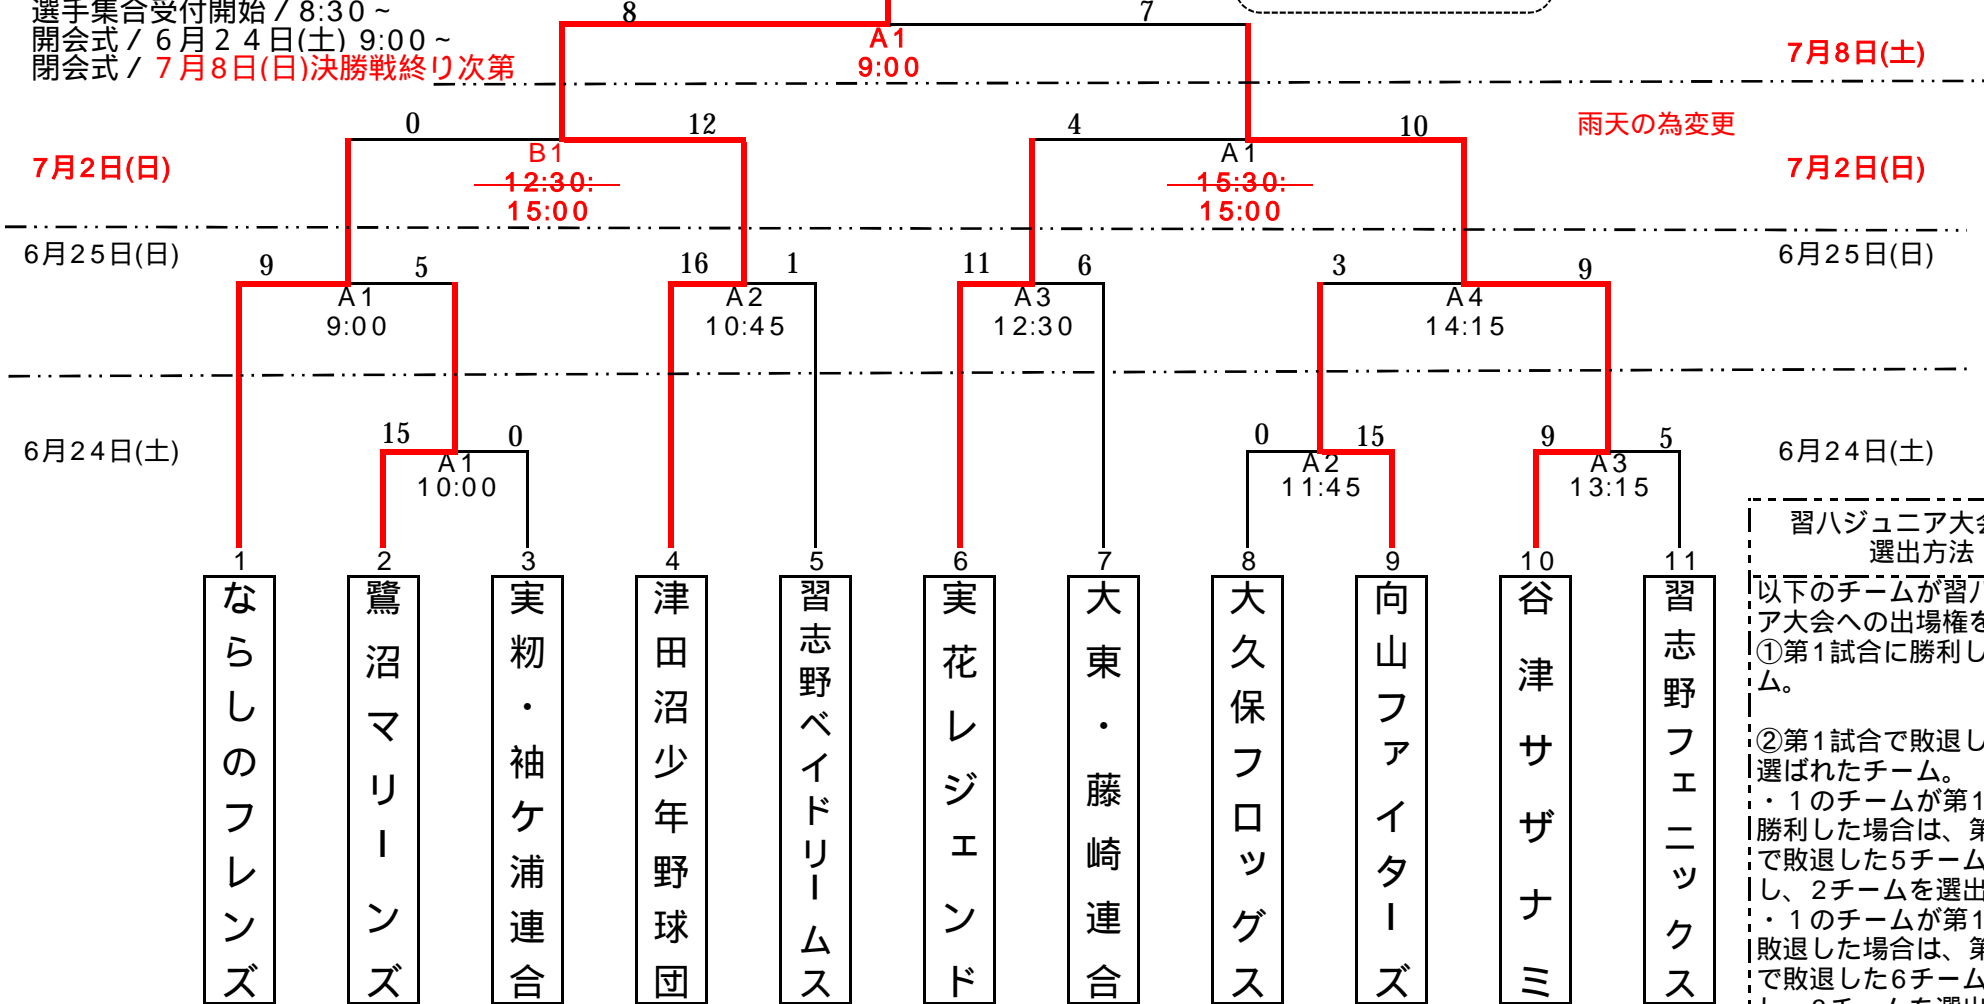 選手集合受付開始 / 8:30 ~
開会式 / 6月24日(土) 9:00 ~
閉会式 / 7月8日(日)決勝戦終り次第
8
7
A1
9:00
7月8日(土)
0
12
4
10
雨天の為変更
7月2日(日)
B1
12:30:
15:00
A1
15:30:
15:00
7月2日(日)
6月25日(日)
9
5
16
1
11
6
3
9
6月25日(日)
A1
9:00
A2
10:45
A3
12:30
A4
14:15
6月24日(土)
15
0
0
15
9
5
6月24日(土)
A1
10:00
A2
11:45
A3
13:15
1
ならしのフレンズ
2
鷺沼マリーンズ
3
実籾・袖ケ浦連合
4
津田沼少年野球団
5
習志野ベイドリームス
6
実花レジェンド
7
大東・藤崎連合
8
大久保フロッグス
9
向山ファイターズ
10
谷津サザナミ
11
習志野フェニックス
習八ジュニア大会
選出方法
以下のチームが習八
ア大会への出場権を
①第1試合に勝利し
ム。
②第1試合で敗退し
選ばれたチーム。
・1のチームが第1
勝利した場合は、第
で敗退した5チーム
し、2チームを選出
・1のチームが第1
敗退した場合は、第
で敗退した6チーム